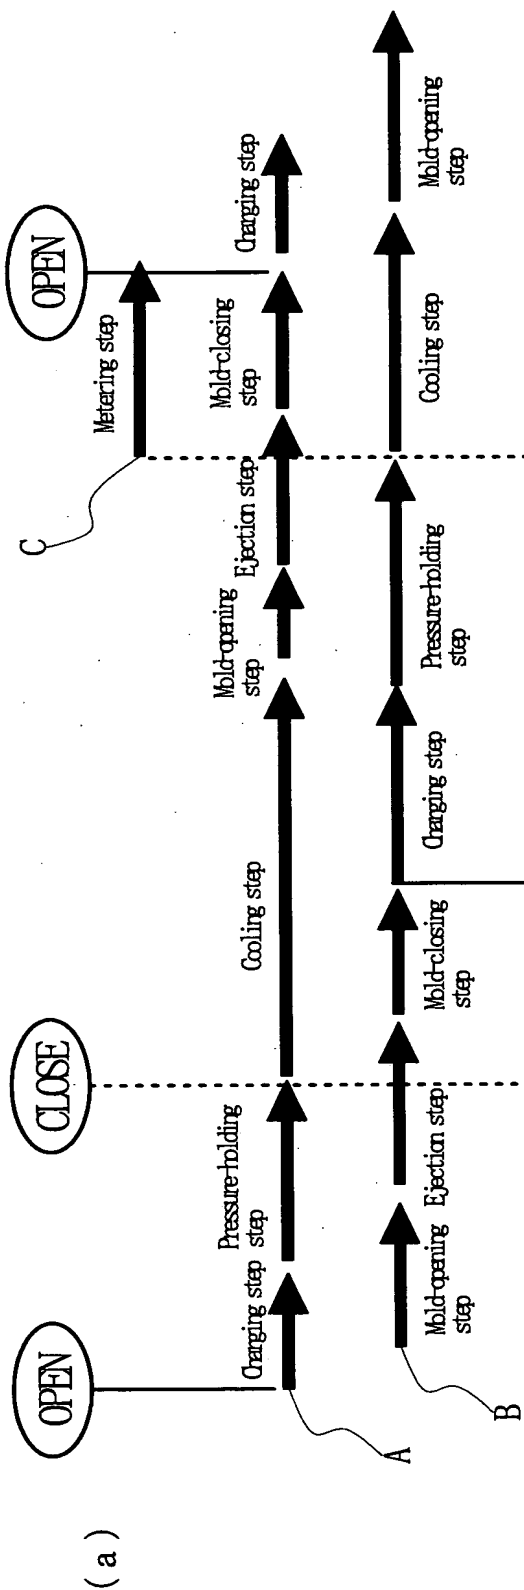 (a)
OPEN
CLOSE
OPEN
C
Metering step
A
Charging step
Pressure-holding
step
Cooling step
Mold-opening
step
Ejection step
Mold-closing
step
Charging step
B
Mold-opening
step
Ejection step
Mold-closing
step
Charging step
Pressure-holding
step
Cooling step
Mold-opening
step